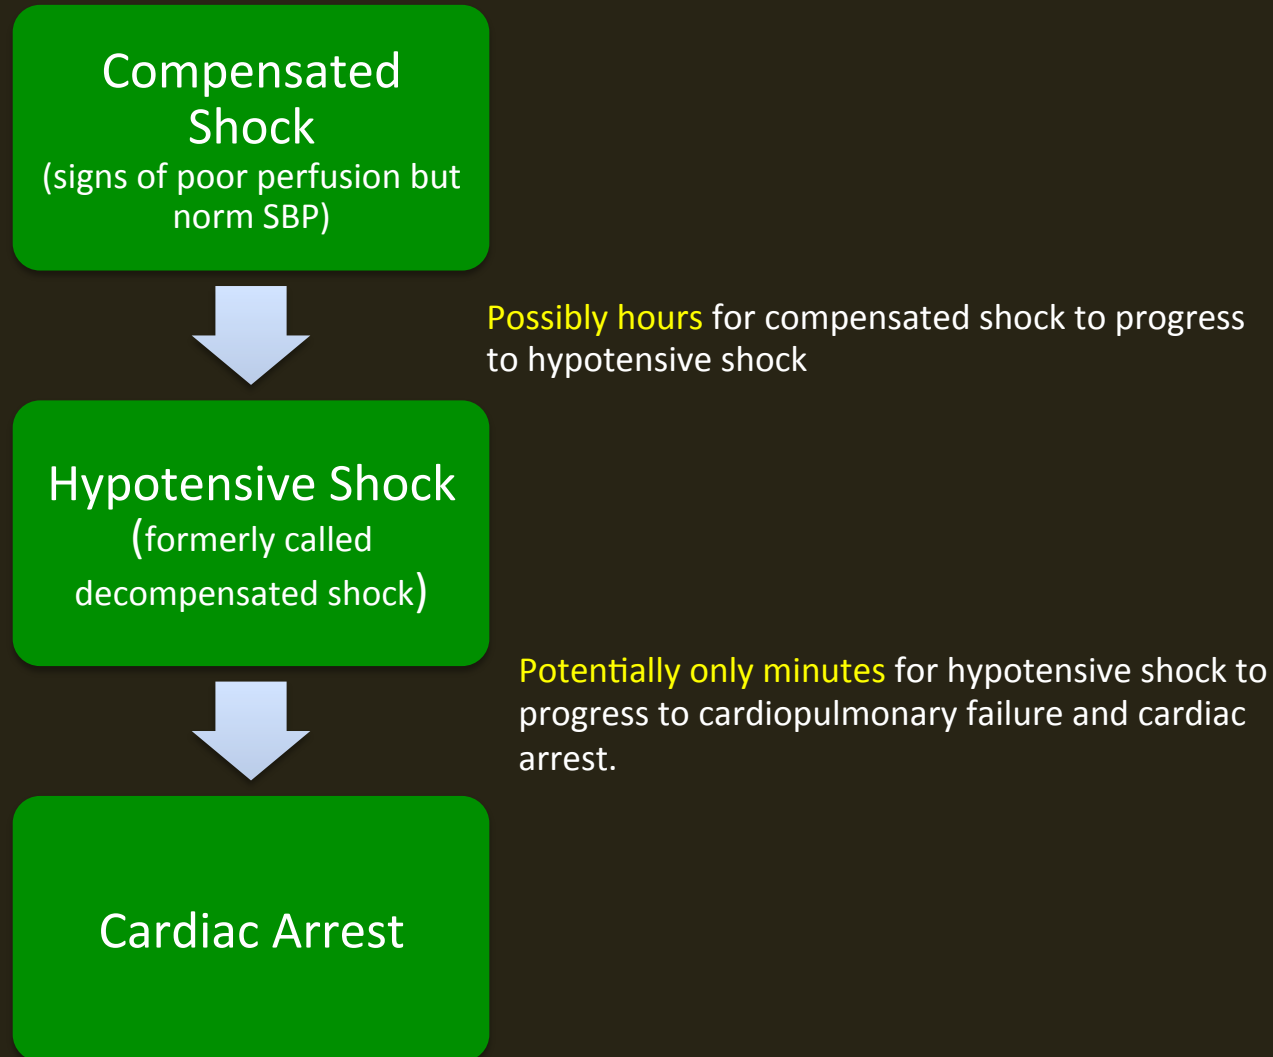 Compensated
Shock
(signs of poor perfusion but
norm SBP)
Possibly hours for compensated shock to progress
to hypotensive shock
Hypotensive Shock
(formerly called
decompensated shock)
Potentially only minutes for hypotensive shock to
progress to cardiopulmonary failure and cardiac
arrest.
Cardiac Arrest